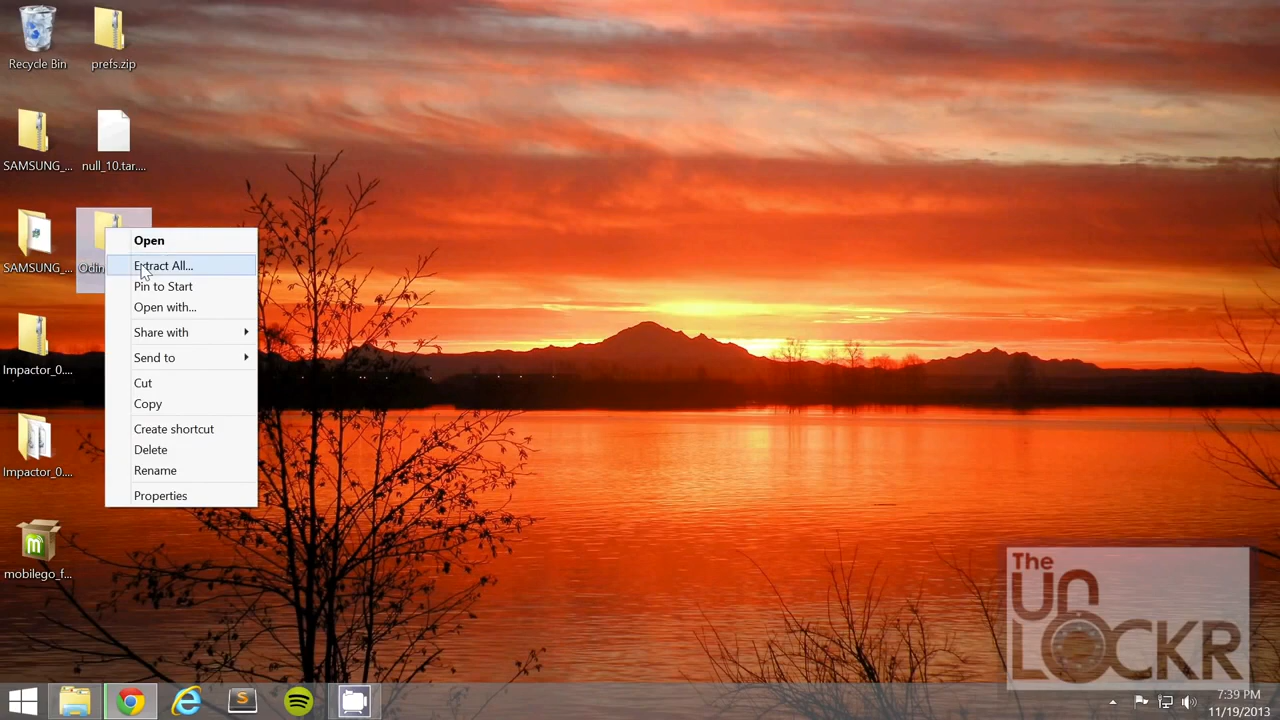 Recycle Bin
prefs.zip
SAMSUNG_...
null_10.tar....
SAMSUNG_...
Odin
Impactor_0....
Impactor_0....
mobilego_f...
Open
Extract All...
Pin to Start
Open with...
Share with
Send to
Cut
Copy
Create shortcut
Delete
Rename
Properties
The
UNLOCKR
7:39 PM
11/19/2013